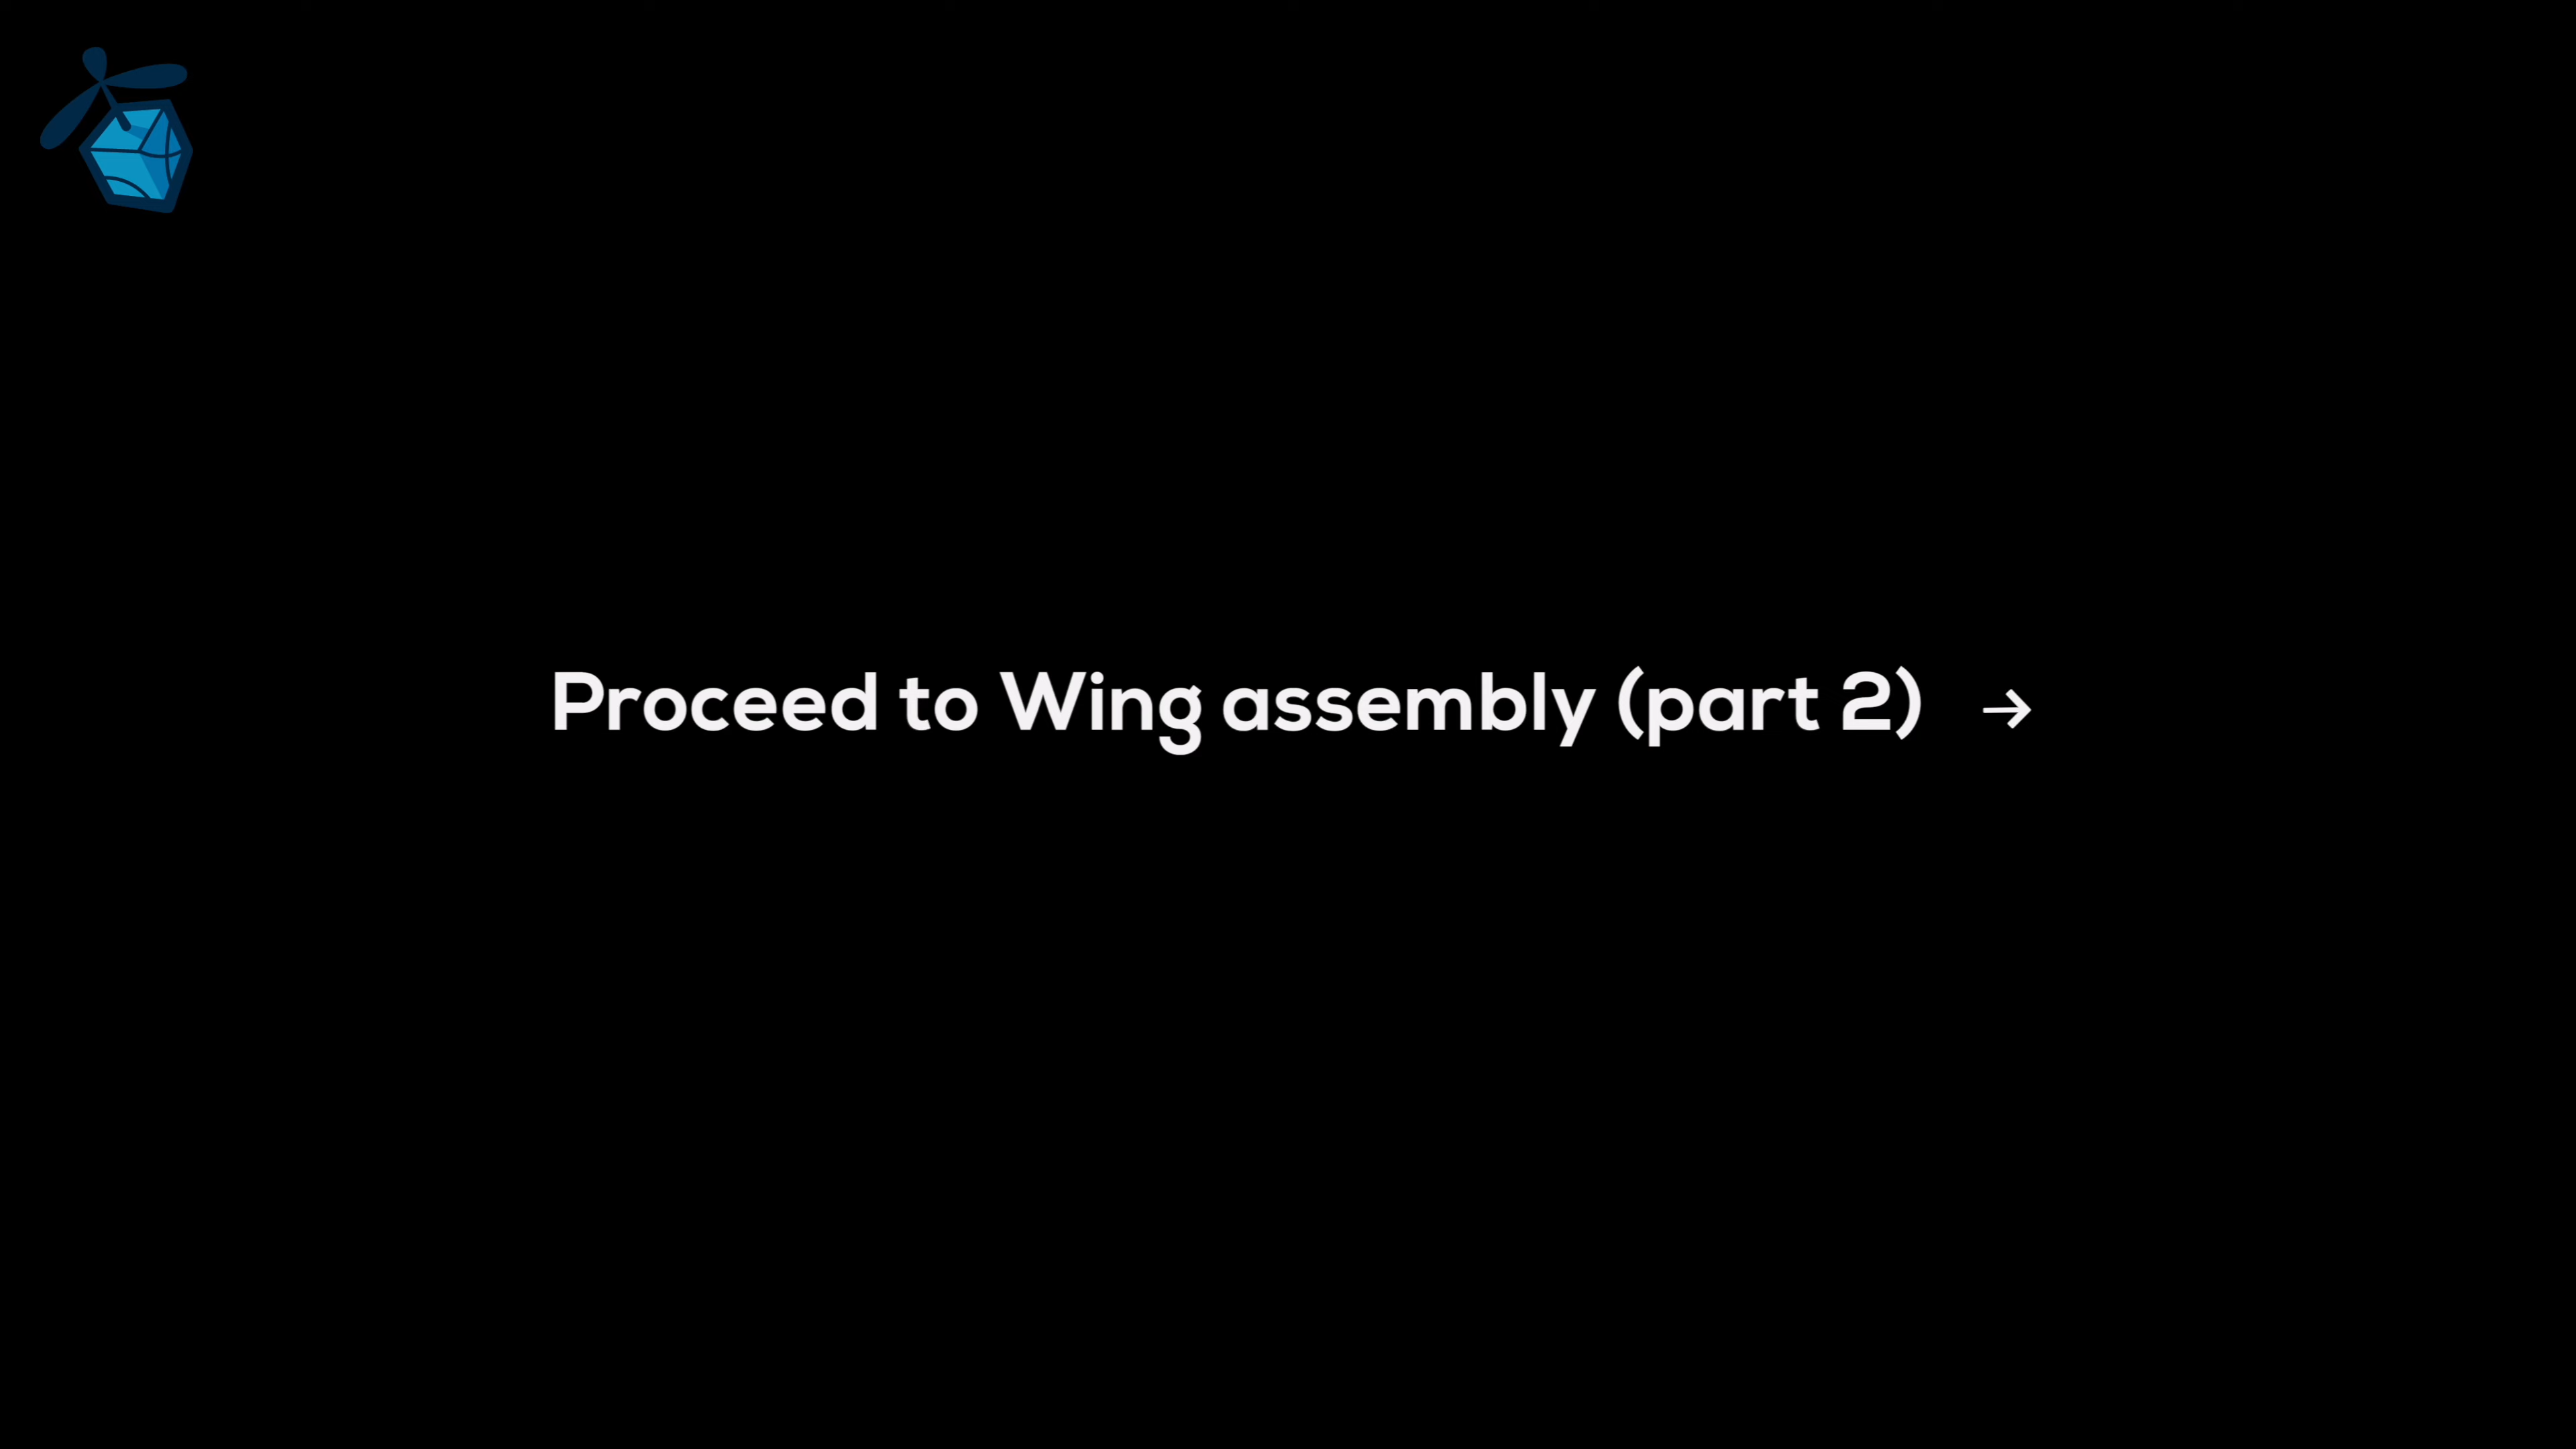 Proceed to Wing assembly (part 2) →